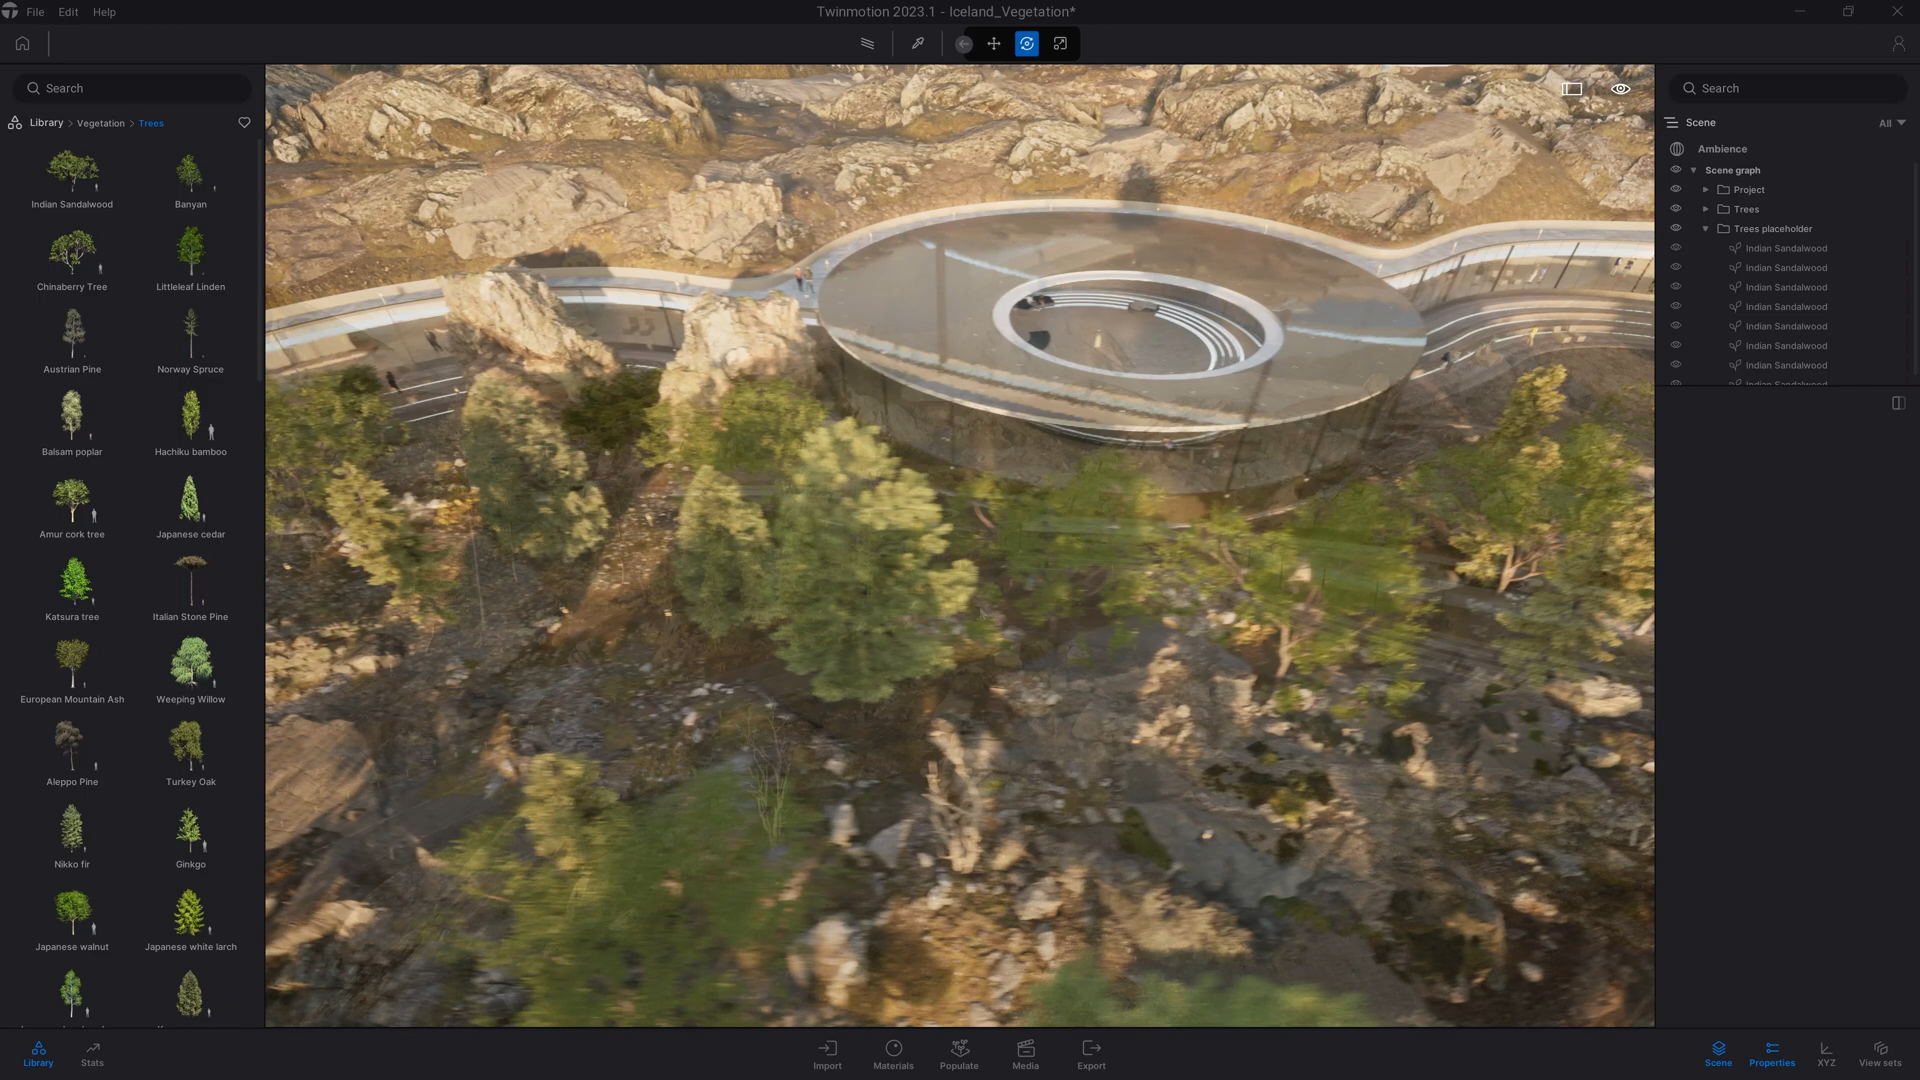 File Edit Help
Twinmotion 2023.1 - Iceland_Vegetation*
Search
Library > Vegetation > Trees
Indian Sandalwood
Banyan
Chinaberry Tree
Littleleaf Linden
Austrian Pine
Norway Spruce
Balsam poplar
Hachiku bamboo
Amur cork tree
Japanese cedar
Katsura tree
Italian Stone Pine
European Mountain Ash
Weeping Willow
Aleppo Pine
Turkey Oak
Nikko fir
Ginkgo
Japanese walnut
Japanese white larch
Search
Scene
All
Ambience
Scene graph
Project
Trees
Trees placeholder
Indian Sandalwood
Indian Sandalwood
Indian Sandalwood
Indian Sandalwood
Indian Sandalwood
Indian Sandalwood
Indian Sandalwood
Library
Stats
Import
Materials
Populate
Media
Export
Scene
Properties
XYZ
View sets